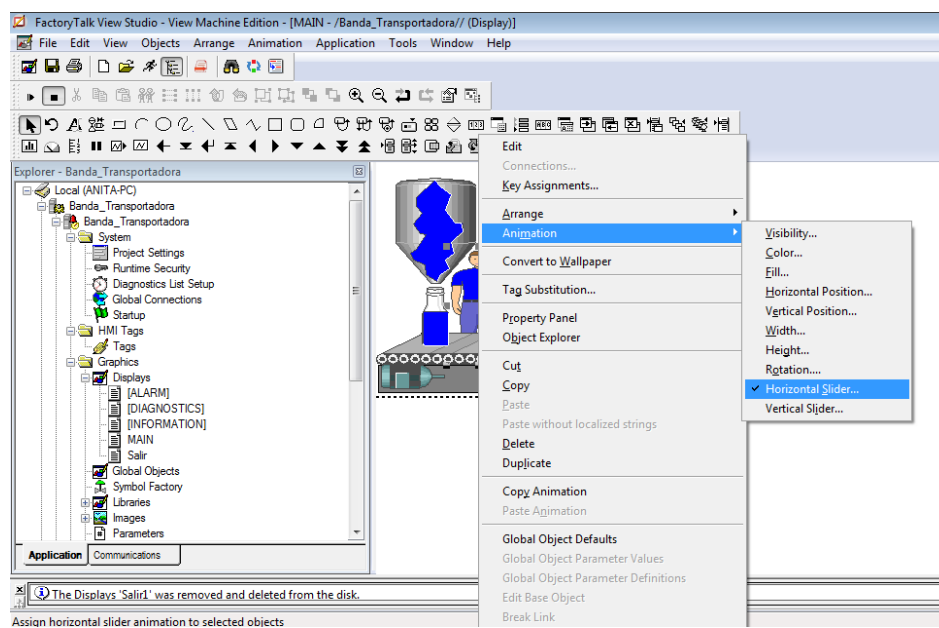 FactoryTalk View Studio - View Machine Edition - [MAIN - /Banda_Transportadora// (Display)]
File Edit View Objects Arrange Animation Application Tools Window Help
Explorer - Banda_Transportadora
Local (ANITA-PC)
Banda_Transportadora
Banda_Transportadora
System
Project Settings
Runtime Security
Diagnostics List Setup
Global Connections
Startup
HMI Tags
Tags
Graphics
Displays
[ALARM]
[DIAGNOSTICS]
[INFORMATION]
MAIN
Salir
Global Objects
Symbol Factory
Libraries
Images
Parameters
Application Communications
Edit
Connections...
Key Assignments...
Arrange
Animation
Convert to Wallpaper
Tag Substitution...
Property Panel
Object Explorer
Cut
Copy
Paste
Paste without localized strings
Delete
Duplicate
Copy Animation
Paste Animation
Global Object Defaults
Global Object Parameter Values
Global Object Parameter Definitions
Edit Base Object
Break Link
Visibility...
Color...
Fill...
Horizontal Position...
Vertical Position...
Width...
Height...
Rotation....
Horizontal Slider...
Vertical Slider...
The Displays 'Salir1' was removed and deleted from the disk.
Assign horizontal slider animation to selected objects